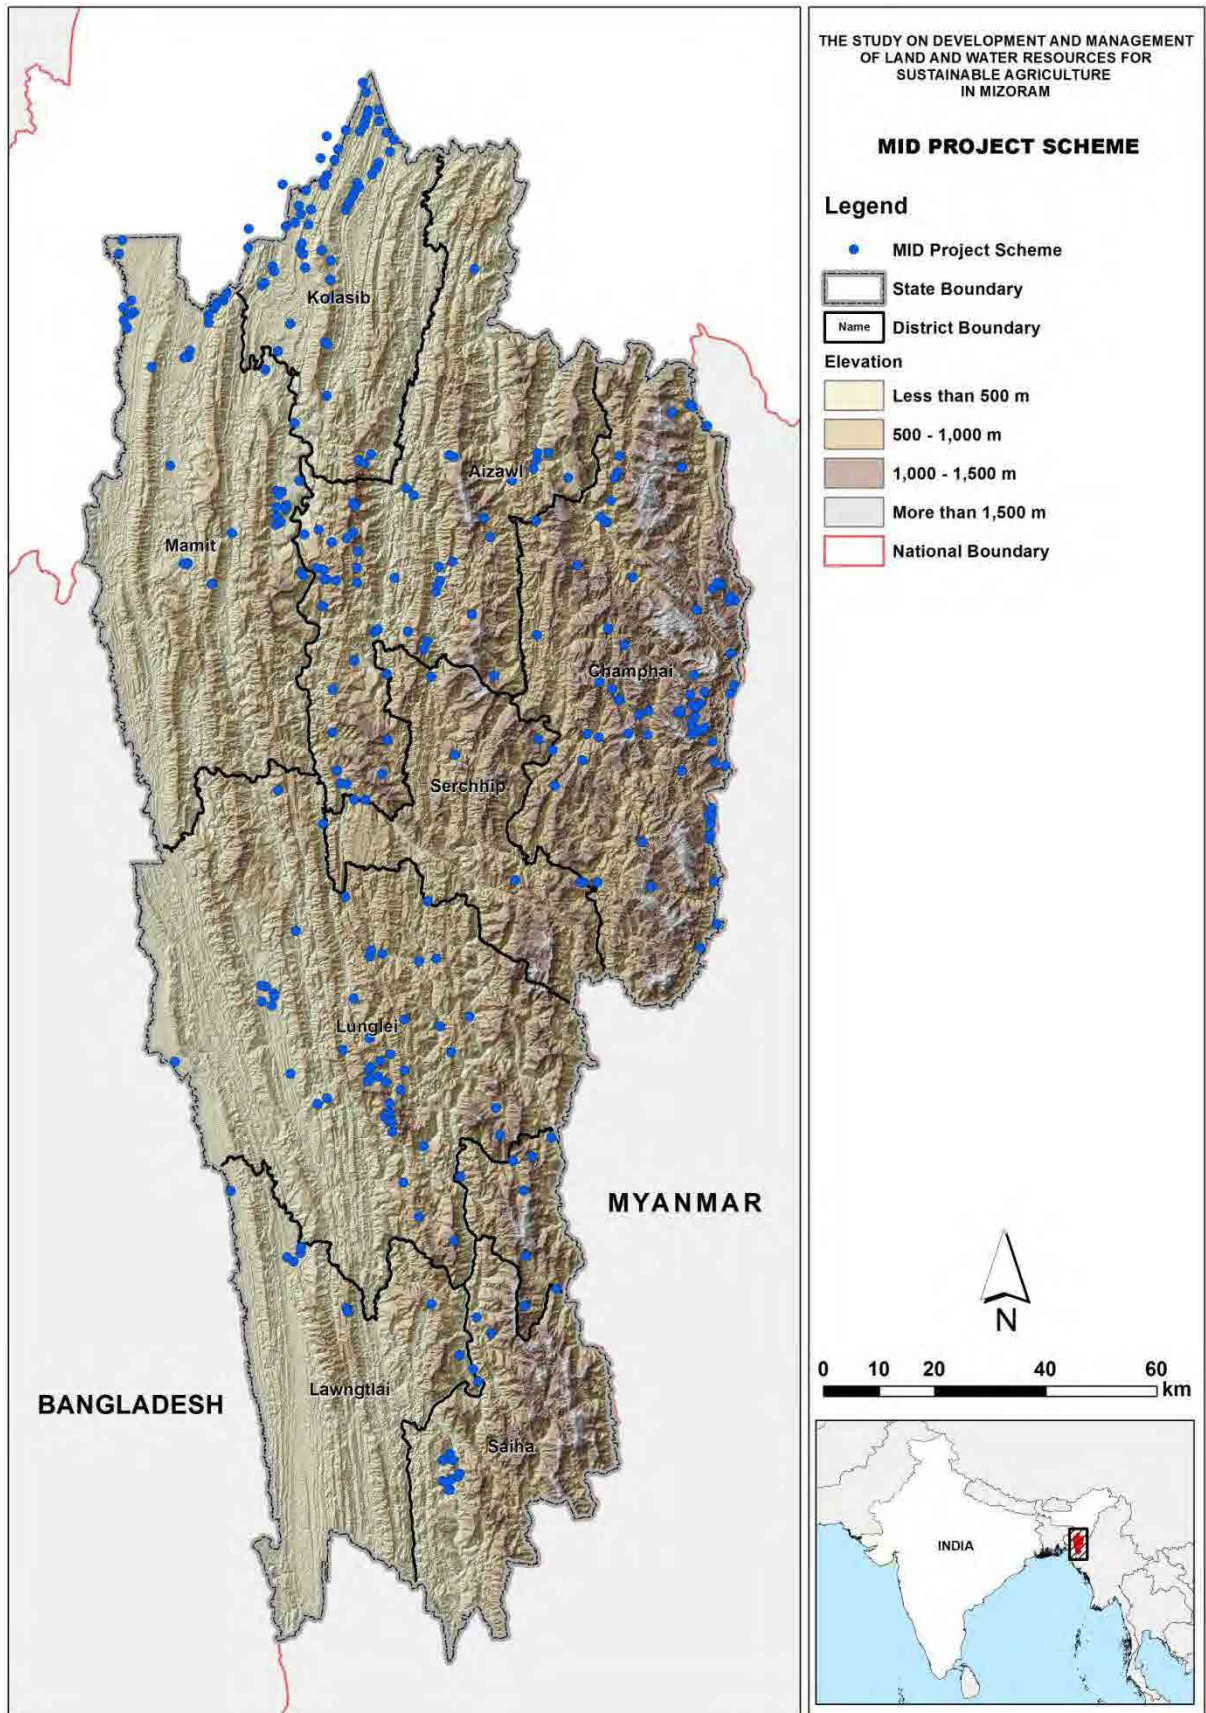 THE STUDY ON DEVELOPMENT AND MANAGEMENT
OF LAND AND WATER RESOURCES FOR
SUSTAINABLE AGRICULTURE
IN MIZORAM
MID PROJECT SCHEME
Legend
MID Project Scheme
State Boundary
Name District Boundary
Elevation
Less than 500 m
500 - 1,000 m
1,000 - 1,500 m
More than 1,500 m
National Boundary
Kolasib
Aizawl
Mamit
Champhai
Serchhip
Lunglei
MYANMAR
Lawngtlai
BANGLADESH
Saiha
N
0 10 20 40 60
km
INDIA